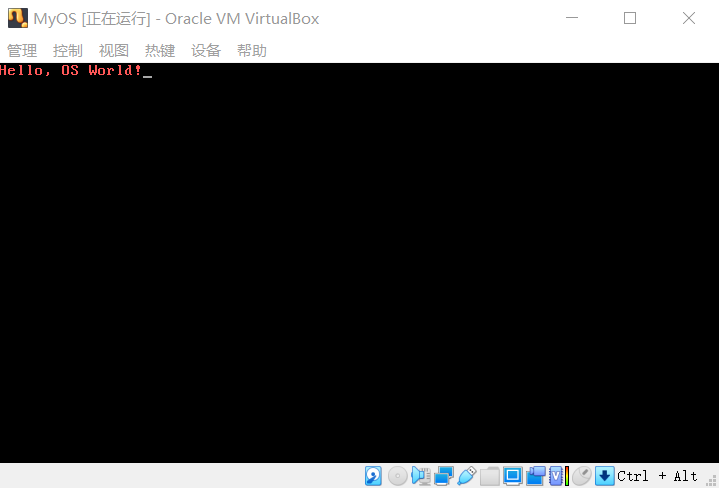 MyOS [正在运行] - Oracle VM VirtualBox
管理 控制 视图 热键 设备 帮助
Hello, OS World!_
Ctrl + Alt